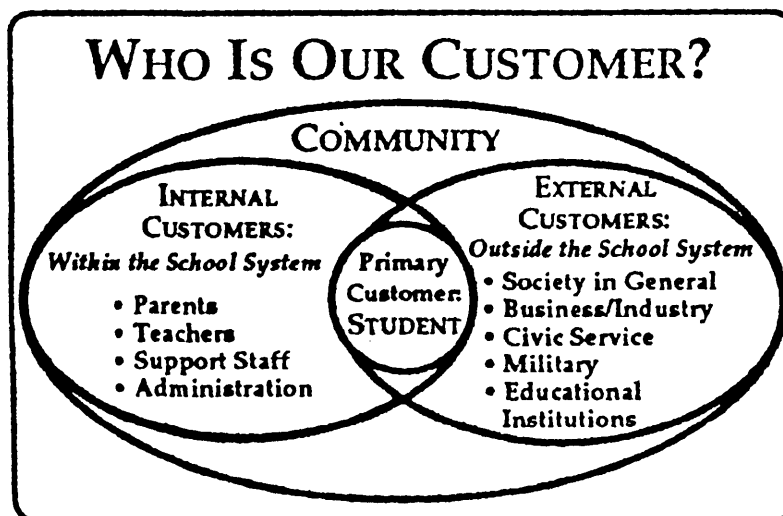 WHO IS OUR CUSTOMER?
COMMUNITY
INTERNAL
CUSTOMERS:
Within the School System
• Parents
• Teachers
• Support Staff
• Administration
Primary
Customer:
STUDENT
EXTERNAL
CUSTOMERS:
Outside the School System
• Society in General
• Business/Industry
• Civic Service
• Military
• Educational
Institutions